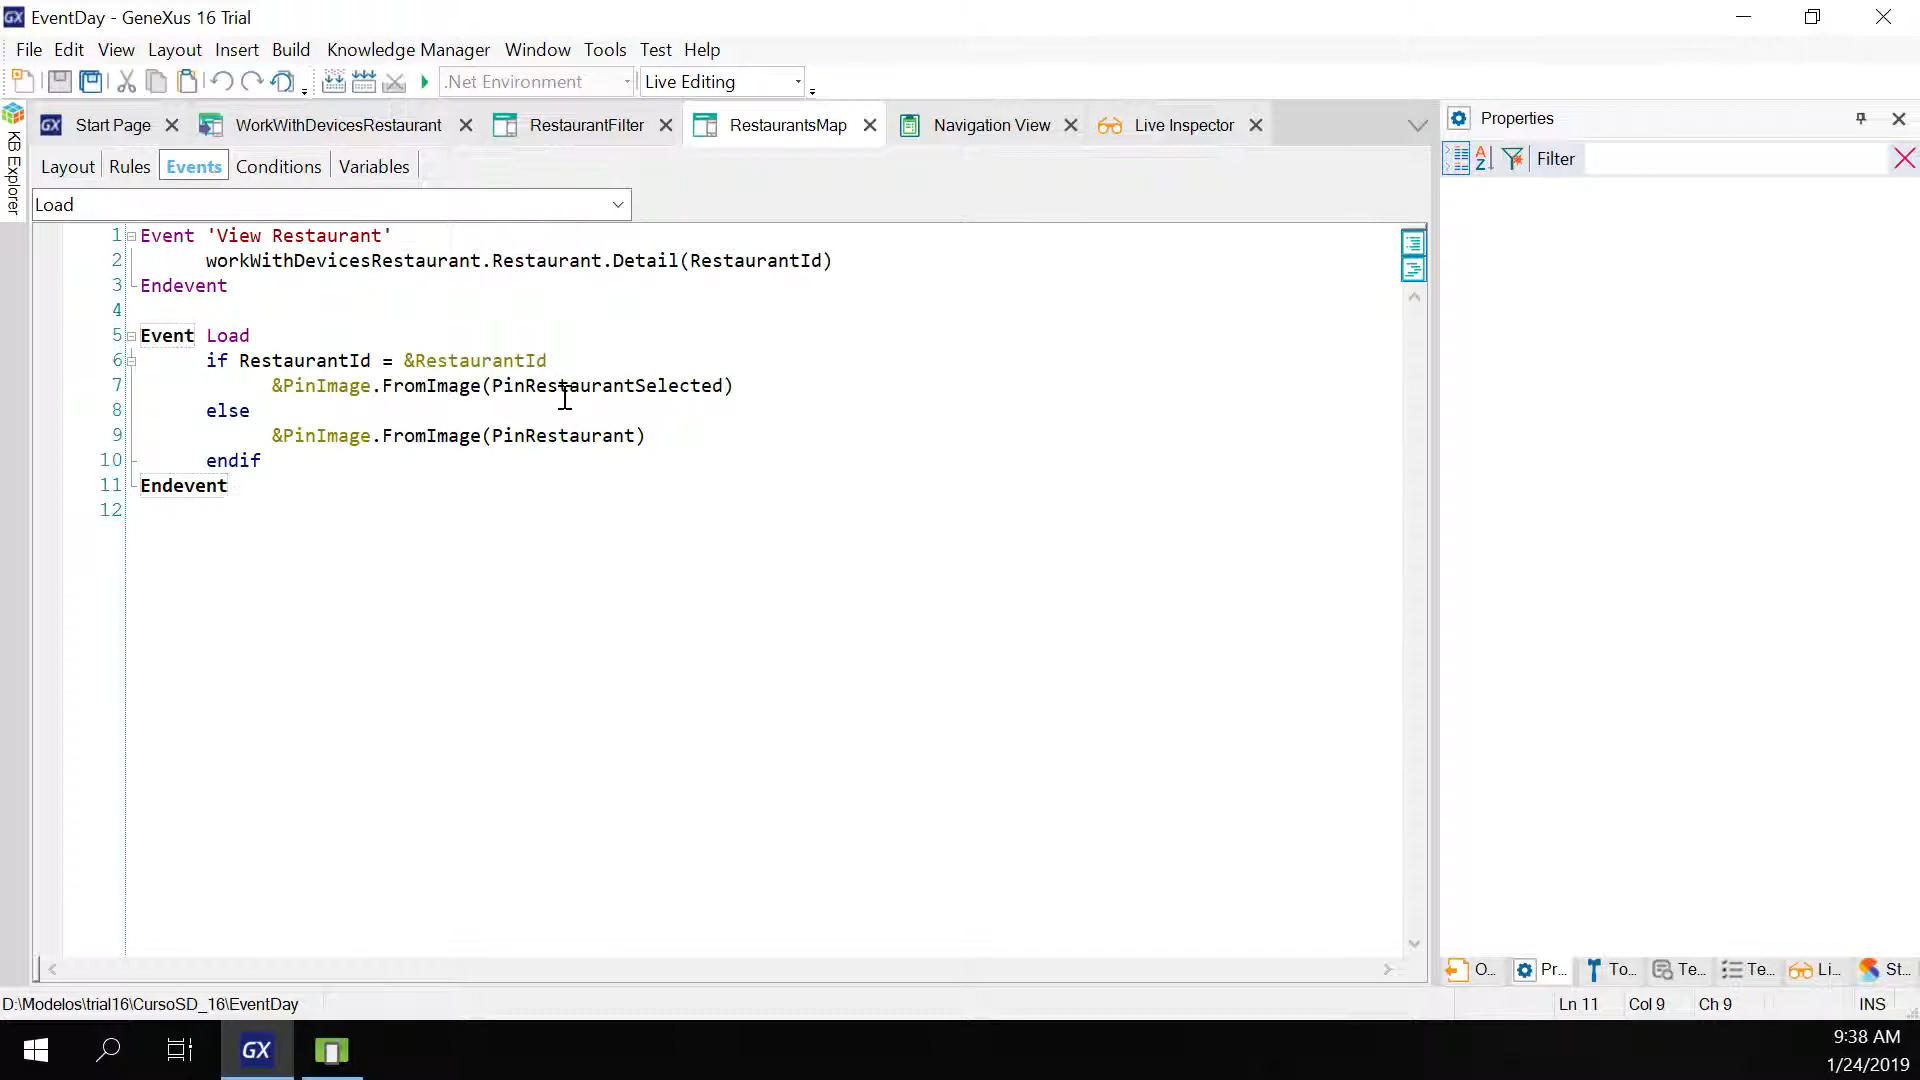 EventDay - GeneXus 16 Trial
File Edit View Layout Insert Build Knowledge Manager Window Tools Test Help
.Net Environment Live Editing
Start Page WorkWithDevicesRestaurant RestaurantFilter RestaurantsMap Navigation View Live Inspector
Properties
KB Explorer
Layout Rules Events Conditions Variables
Filter
Load
1 Event 'View Restaurant'
2 workWithDevicesRestaurant.Restaurant.Detail(RestaurantId)
3 Endevent
4
5 Event Load
6 if RestaurantId = &RestaurantId
7 &PinImage.FromImage(PinRestaurantSelected)
8 else
9 &PinImage.FromImage(PinRestaurant)
10 endif
11 Endevent
12
O... Pr... To... Te... Te... Li... St...
D:\Modelos\trial16\CursoSD_16\EventDay
Ln 11 Col 9 Ch 9 INS
GX
9:38 AM
1/24/2019